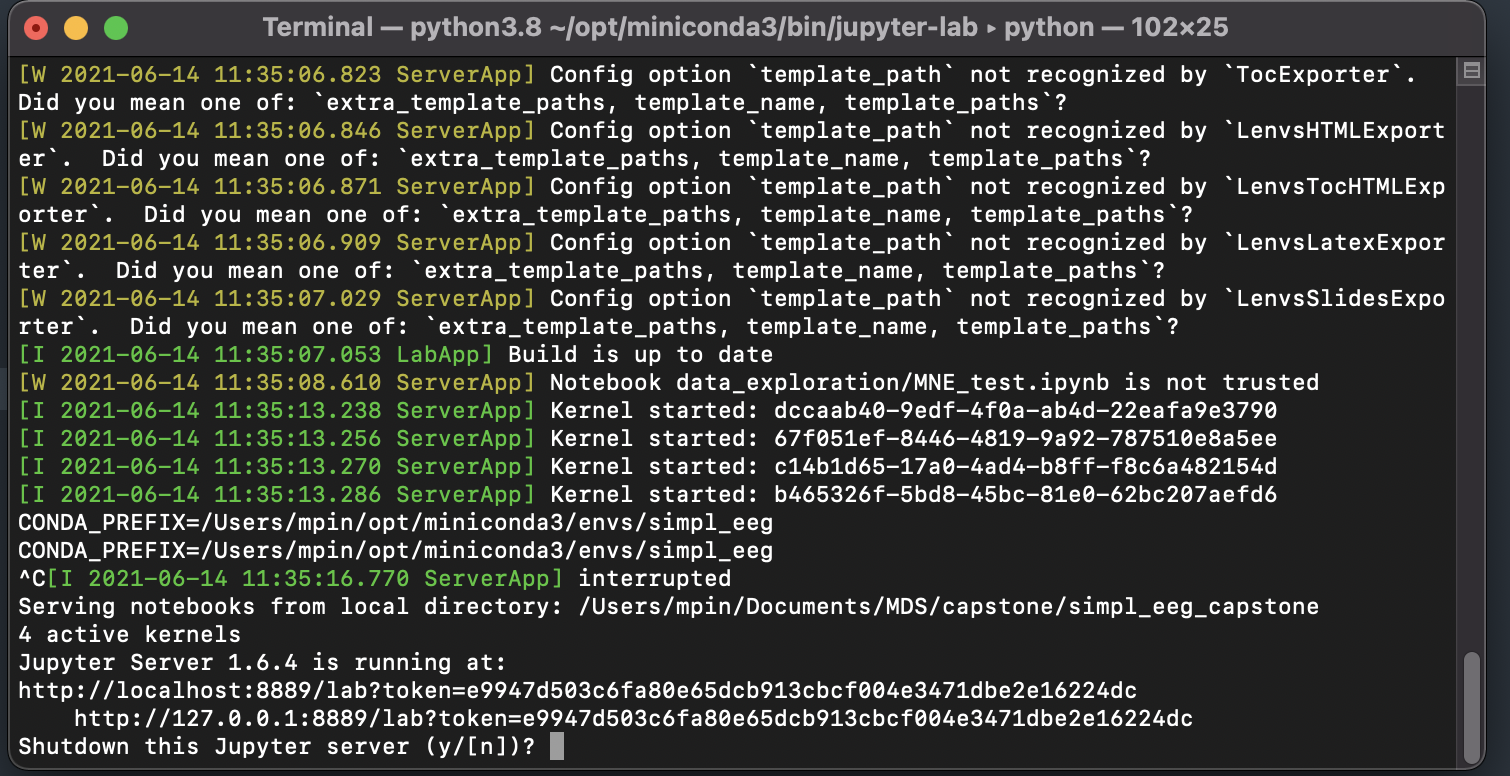 Terminal — python3.8 ~/opt/miniconda3/bin/jupyter-lab ▸ python — 102×25
[W 2021-06-14 11:35:06.823 ServerApp] Config option `template_path` not recognized by `TocExporter`.
Did you mean one of: `extra_template_paths, template_name, template_paths`?
[W 2021-06-14 11:35:06.846 ServerApp] Config option `template_path` not recognized by `LenvsHTMLExport
er`.  Did you mean one of: `extra_template_paths, template_name, template_paths`?
[W 2021-06-14 11:35:06.871 ServerApp] Config option `template_path` not recognized by `LenvsTocHTMLExp
orter`.  Did you mean one of: `extra_template_paths, template_name, template_paths`?
[W 2021-06-14 11:35:06.909 ServerApp] Config option `template_path` not recognized by `LenvsLatexExpor
ter`.  Did you mean one of: `extra_template_paths, template_name, template_paths`?
[W 2021-06-14 11:35:07.029 ServerApp] Config option `template_path` not recognized by `LenvsSlidesExpo
rter`.  Did you mean one of: `extra_template_paths, template_name, template_paths`?
[I 2021-06-14 11:35:07.053 LabApp] Build is up to date
[W 2021-06-14 11:35:08.610 ServerApp] Notebook data_exploration/MNE_test.ipynb is not trusted
[I 2021-06-14 11:35:13.238 ServerApp] Kernel started: dccaab40-9edf-4f0a-ab4d-22eafa9e3790
[I 2021-06-14 11:35:13.256 ServerApp] Kernel started: 67f051ef-8446-4819-9a92-787510e8a5ee
[I 2021-06-14 11:35:13.270 ServerApp] Kernel started: c14b1d65-17a0-4ad4-b8ff-f8c6a482154d
[I 2021-06-14 11:35:13.286 ServerApp] Kernel started: b465326f-5bd8-45bc-81e0-62bc207aefd6
CONDA_PREFIX=/Users/mpin/opt/miniconda3/envs/simpl_eeg
CONDA_PREFIX=/Users/mpin/opt/miniconda3/envs/simpl_eeg
^C[I 2021-06-14 11:35:16.770 ServerApp] interrupted
Serving notebooks from local directory: /Users/mpin/Documents/MDS/capstone/simpl_eeg_capstone
4 active kernels
Jupyter Server 1.6.4 is running at:
http://localhost:8889/lab?token=e9947d503c6fa80e65dcb913cbcf004e3471dbe2e16224dc
    http://127.0.0.1:8889/lab?token=e9947d503c6fa80e65dcb913cbcf004e3471dbe2e16224dc
Shutdown this Jupyter server (y/[n])?